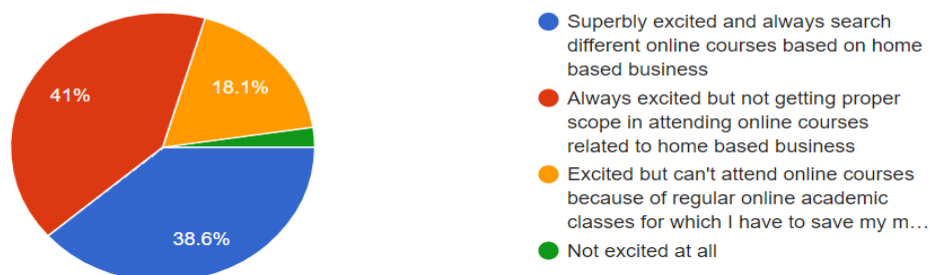 41%
18.1%
38.6%
Superbly excited and always search
different online courses based on home
based business
Always excited but not getting proper
scope in attending online courses
related to home based business
Excited but can't attend online courses
because of regular online academic
classes for which I have to save my m…
Not excited at all